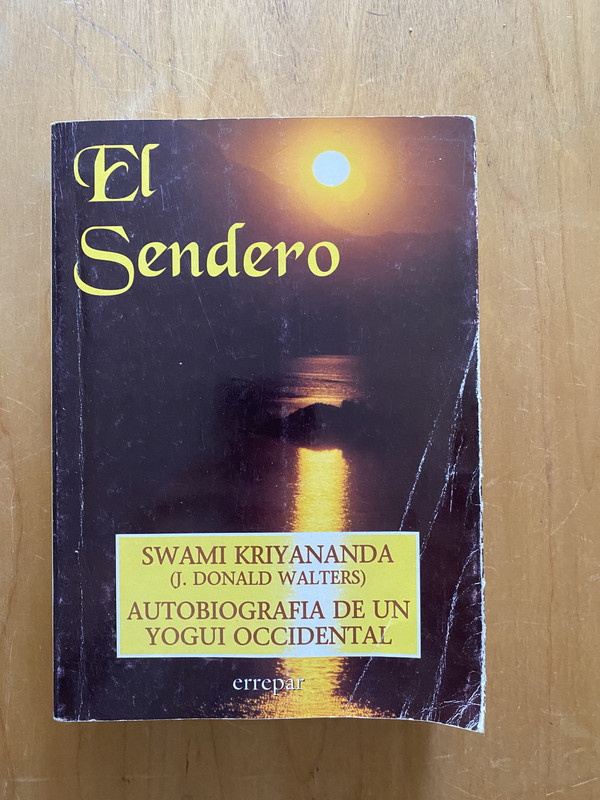 El
Sendero
SWAMI KRIYANANDA
(J. DONALD WALTERS)
AUTOBIOGRAFIA DE UN
YOGUI OCCIDENTAL
errepar